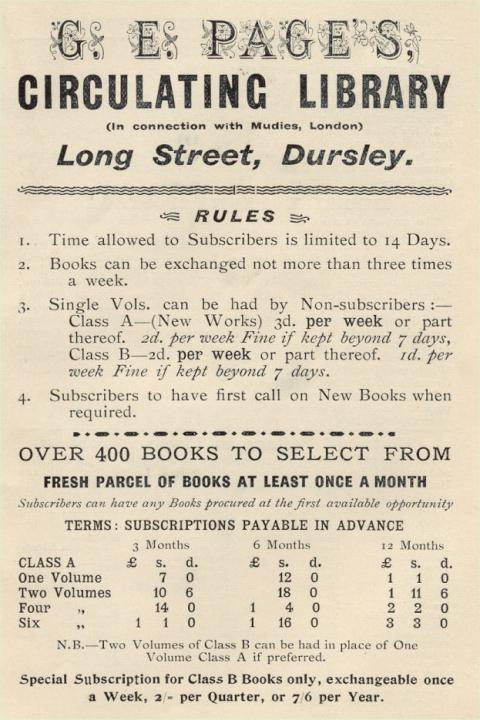 G. E. PAGE'S,
CIRCULATING LIBRARY
(In connection with Mudies, London)
Long Street, Dursley.
RULES
1. Time allowed to Subscribers is limited to 14 Days.
2. Books can be exchanged not more than three times
a week.
3. Single Vols. can be had by Non-subscribers :—
Class A—(New Works) 3d. per week or part
thereof. 2d. per week Fine if kept beyond 7 days,
Class B—2d. per week or part thereof. 1d. per
week Fine if kept beyond 7 days.
4. Subscribers to have first call on New Books when
required.
OVER 400 BOOKS TO SELECT FROM
FRESH PARCEL OF BOOKS AT LEAST ONCE A MONTH
Subscribers can have any Books procured at the first available opportunity
TERMS: SUBSCRIPTIONS PAYABLE IN ADVANCE
3 Months 6 Months 12 Months
CLASS A £ s. d. £ s. d. £ s. d.
One Volume 7 0 12 0 1 1 0
Two Volumes 10 6 18 0 1 11 6
Four „ 14 0 1 4 0 2 2 0
Six „ 1 1 0 1 16 0 3 3 0
N.B.—Two Volumes of Class B can be had in place of One
Volume Class A if preferred.
Special Subscription for Class B Books only, exchangeable once
a Week, 2/- per Quarter, or 7/6 per Year.